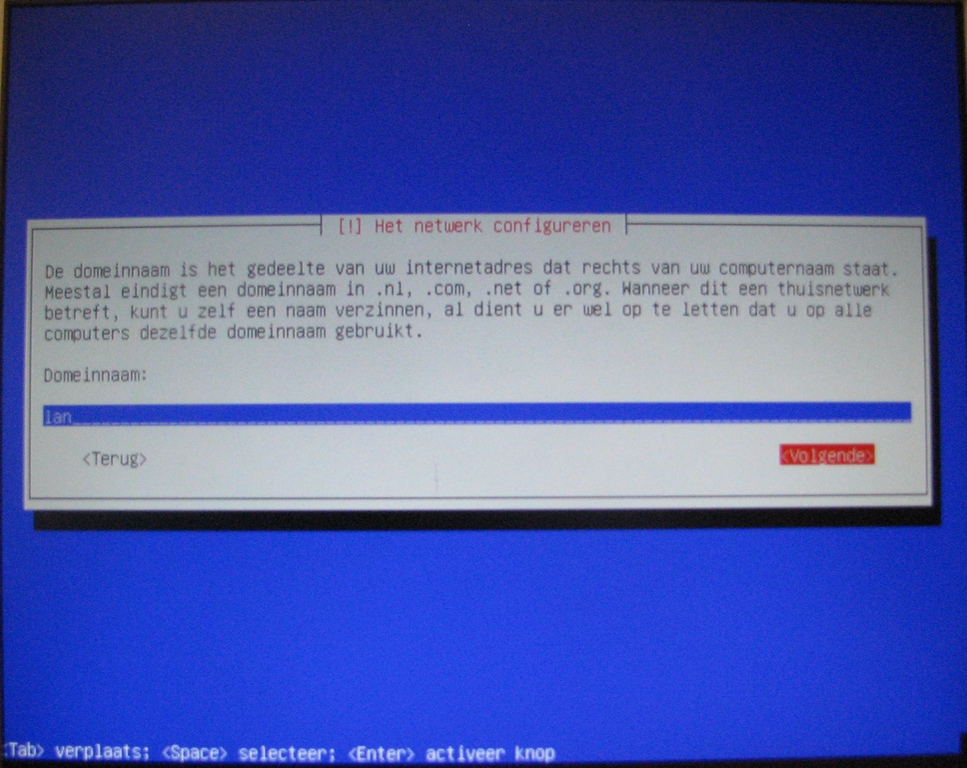 [!] Het netwerk configureren
De domeinnaam is het gedeelte van uw internetadres dat rechts van uw computernaam staat.
Meestal eindigt een domeinnaam in .nl, .com, .net of .org. Wanneer dit een thuisnetwerk
betreft, kunt u zelf een naam verzinnen, al dient u er wel op te letten dat u op alle
computers dezelfde domeinnaam gebruikt.
Domeinnaam:
lan
<Terug> <Volgende>
<Tab> verplaats; <Space> selecteer; <Enter> activeer knop